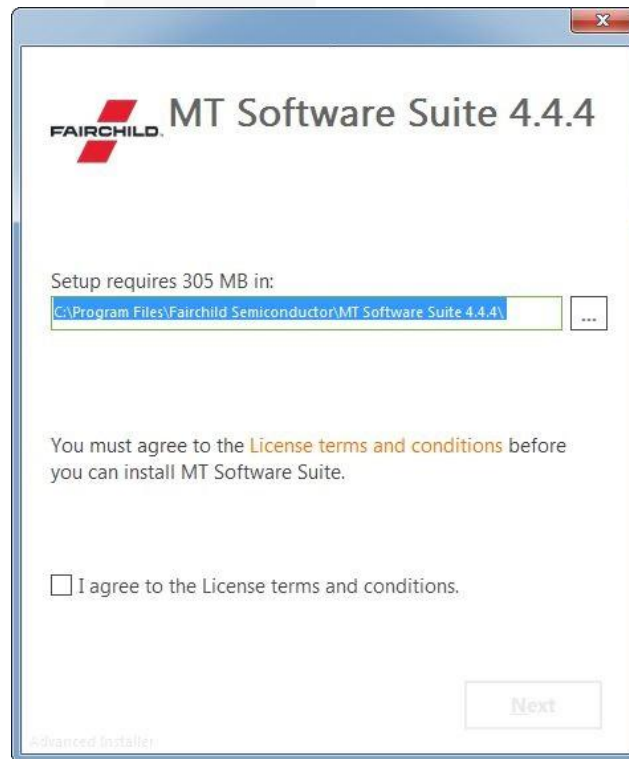 FAIRCHILD.
MT Software Suite 4.4.4
Setup requires 305 MB in:
C:\Program Files\Fairchild Semiconductor\MT Software Suite 4.4.4\
...
You must agree to the License terms and conditions before
you can install MT Software Suite.
I agree to the License terms and conditions.
Next
Advanced Installer